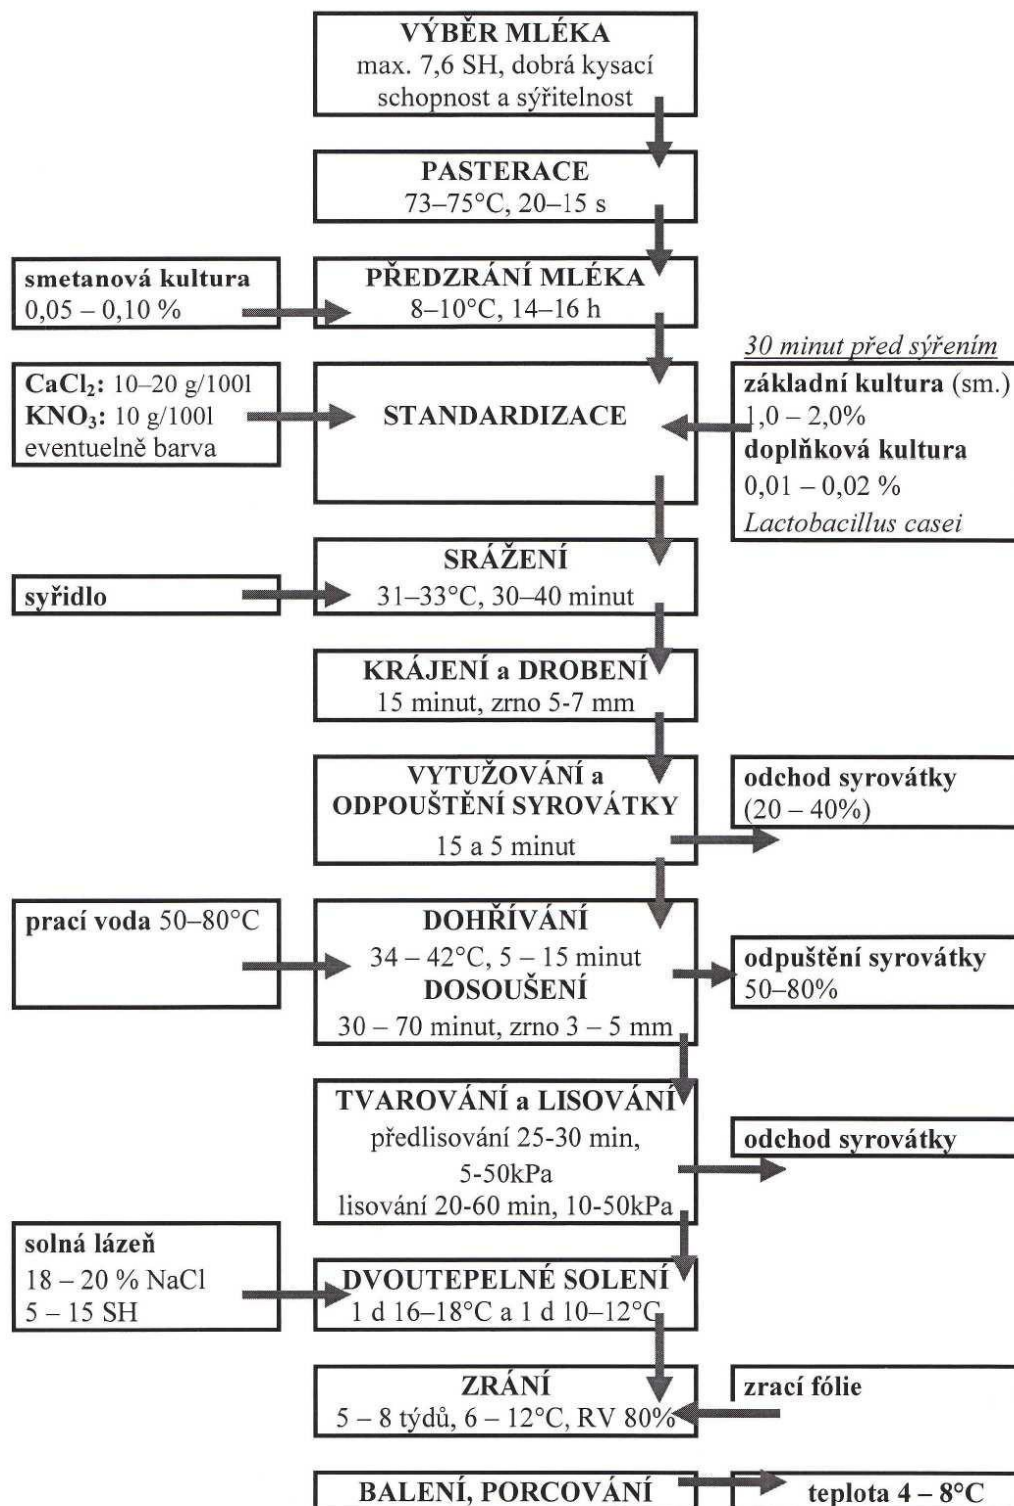 VÝBĚR MLÉKA
max. 7,6 SH, dobrá kysací
schopnost a sýřitelnost
PASTERACE
73–75°C, 20–15 s
smetanová kultura
0,05 – 0,10 %
PŘEDZRÁNÍ MLÉKA
8–10°C, 14–16 h
CaCl₂: 10–20 g/100l
KNO₃: 10 g/100l
eventuelně barva
STANDARDIZACE
30 minut před sýřením
základní kultura (sm.)
1,0 – 2,0%
doplňková kultura
0,01 – 0,02 %
Lactobacillus casei
syřidlo
SRÁŽENÍ
31–33°C, 30–40 minut
KRÁJENÍ a DROBENÍ
15 minut, zrno 5-7 mm
VYTUŽOVÁNÍ a
ODPOUŠTĚNÍ SYROVÁTKY
15 a 5 minut
odchod syrovátky
(20 – 40%)
prací voda 50–80°C
DOHŘÍVÁNÍ
34 – 42°C, 5 – 15 minut
DOSOUŠENÍ
30 – 70 minut, zrno 3 – 5 mm
odpuštění syrovátky
50–80%
TVAROVÁNÍ a LISOVÁNÍ
předlisování 25-30 min,
5-50kPa
lisování 20-60 min, 10-50kPa
odchod syrovátky
solná lázeň
18 – 20 % NaCl
5 – 15 SH
DVOUTEPELNÉ SOLENÍ
1 d 16–18°C a 1 d 10–12°C
ZRÁNÍ
5 – 8 týdů, 6 – 12°C, RV 80%
zrací fólie
BALENÍ, PORCOVÁNÍ
teplota 4 – 8°C